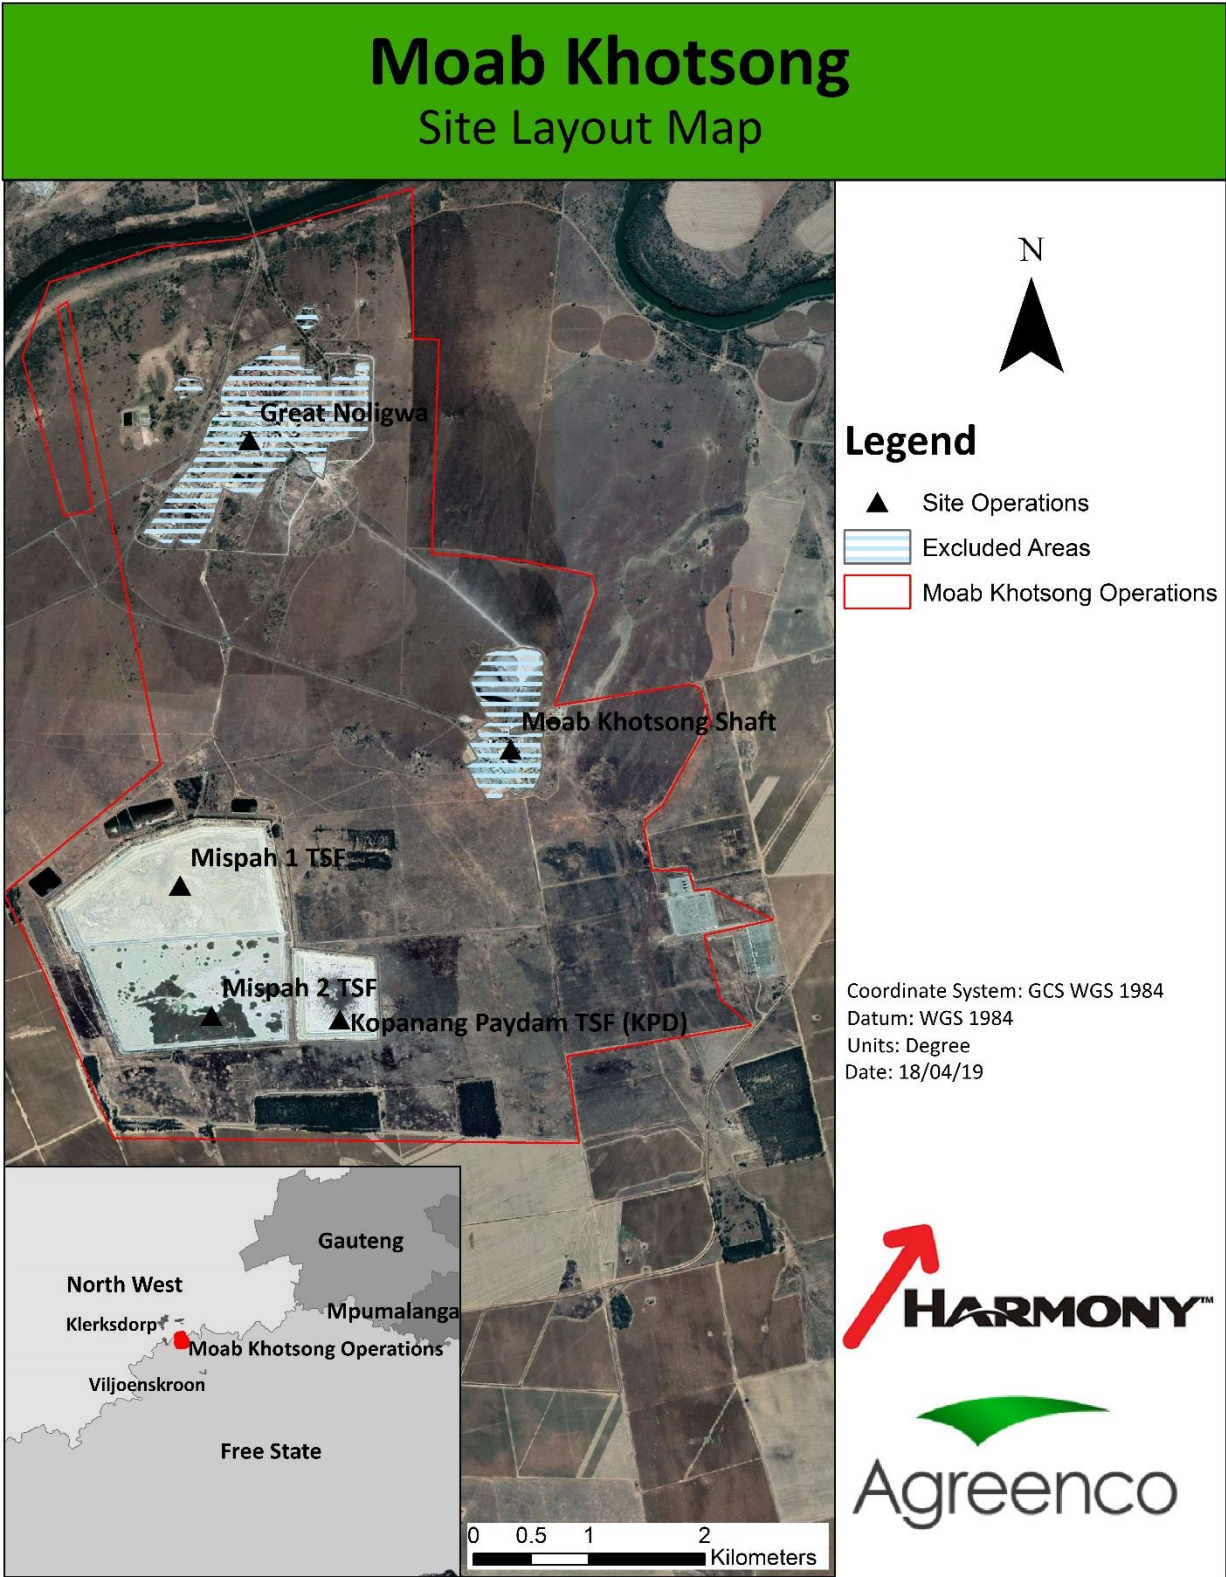 Moab Khotsong
Site Layout Map
N
Legend
Site Operations
Excluded Areas
Moab Khotsong Operations
Great Noligwa
Moab Khotsong Shaft
Mispah 1 TSF
Mispah 2 TSF
Kopanang Paydam TSF (KPD)
Coordinate System: GCS WGS 1984
Datum: WGS 1984
Units: Degree
Date: 18/04/19
Gauteng
North West
Mpumalanga
Klerksdorp
Moab Khotsong Operations
Viljoenskroon
Free State
0 0.5 1 2
Kilometers
HARMONY™
Agreenco